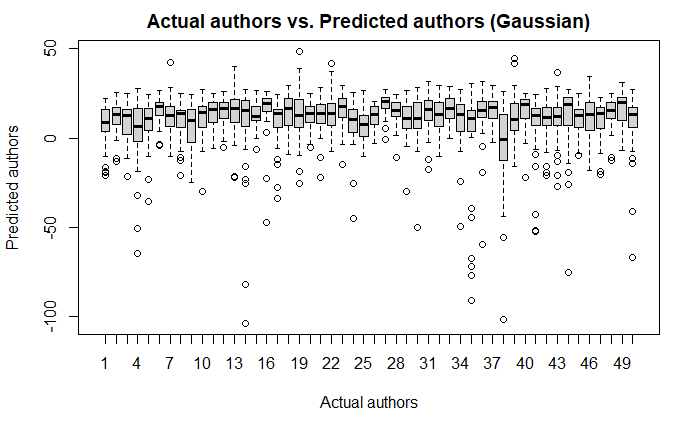 Actual authors vs. Predicted authors (Gaussian)
Predicted authors
50
0
-50
-100
1 4 7 10 13 16 19 22 25 28 31 34 37 40 43 46 49
Actual authors